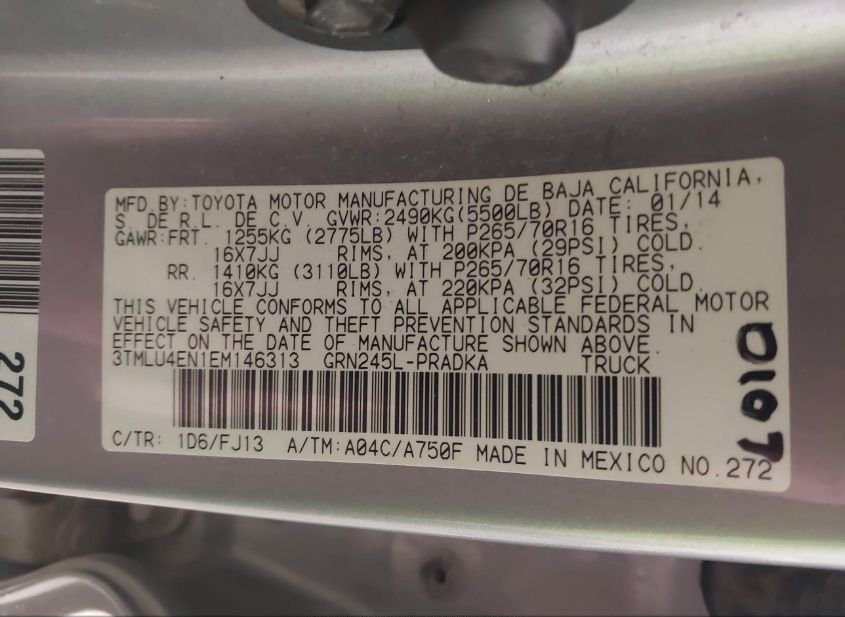 MFD.BY:TOYOTA MOTOR MANUFACTURING DE BAJA CALIFORNIA,
S. DE R.L. DE C.V. GVWR:2490KG(5500LB) DATE: 01/14
GAWR:FRT. 1255KG (2775LB) WITH P265/70R16 TIRES,
16X7JJ RIMS, AT 200KPA (29PSI) COLD.
RR. 1410KG (3110LB) WITH P265/70R16 TIRES,
16X7JJ RIMS, AT 220KPA (32PSI) COLD.
THIS VEHICLE CONFORMS TO ALL APPLICABLE FEDERAL MOTOR
VEHICLE SAFETY AND THEFT PREVENTION STANDARDS IN
EFFECT ON THE DATE OF MANUFACTURE SHOWN ABOVE.
3TMLU4EN1EM146313 GRN245L-PRADKA TRUCK
C/TR: 1D6/FJ13 A/TM:A04C/A750F MADE IN MEXICO NO.272
D107
272